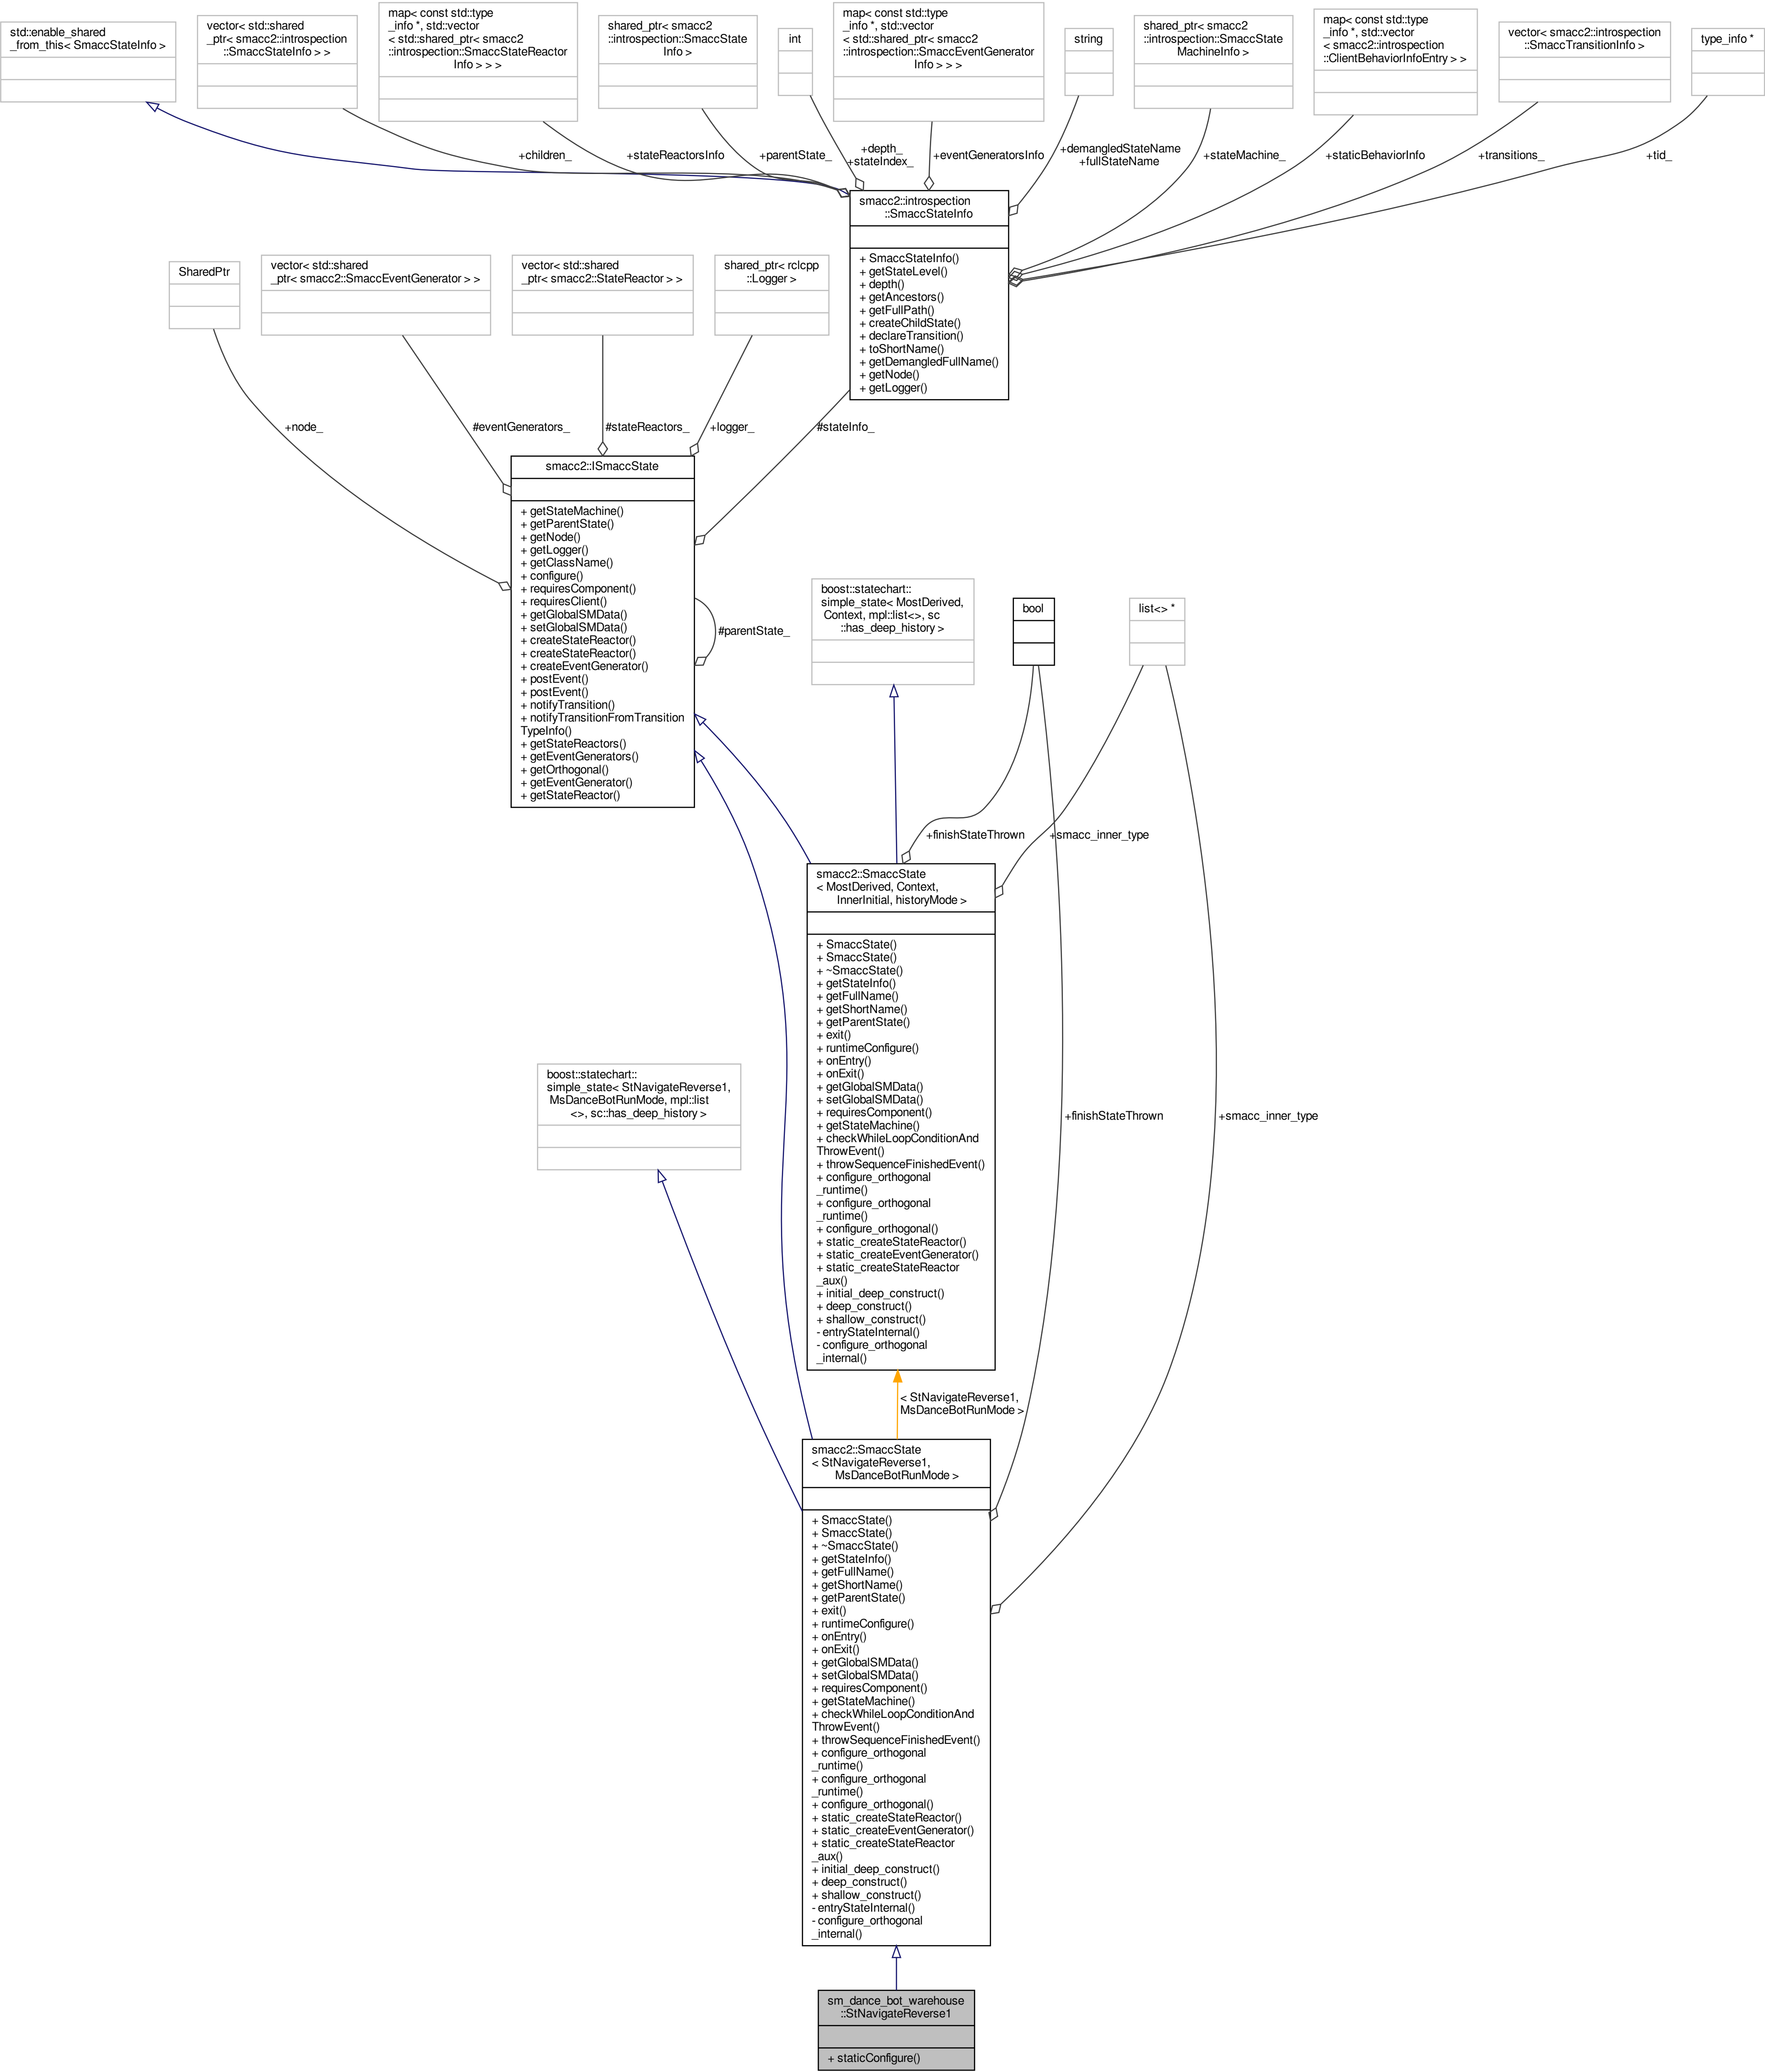 std::enable_shared
_from_this< SmaccStateInfo >
vector< std::shared
_ptr< smacc2::introspection
::SmaccStateInfo > >
map< const std::type
_info *, std::vector
< std::shared_ptr< smacc2
::introspection::SmaccStateReactor
Info > > >
shared_ptr< smacc2
::introspection::SmaccState
Info >
int
map< const std::type
_info *, std::vector
< std::shared_ptr< smacc2
::introspection::SmaccEventGenerator
Info > > >
string
shared_ptr< smacc2
::introspection::SmaccState
MachineInfo >
map< const std::type
_info *, std::vector
< smacc2::introspection
::ClientBehaviorInfoEntry > >
vector< smacc2::introspection
::SmaccTransitionInfo >
type_info *
+children_
+stateReactorsInfo
+parentState_
+depth_
+stateIndex_
+eventGeneratorsInfo
+demangledStateName
+fullStateName
+stateMachine_
+staticBehaviorInfo
+transitions_
+tid_
smacc2::introspection
::SmaccStateInfo
+ SmaccStateInfo()
+ getStateLevel()
+ depth()
+ getAncestors()
+ getFullPath()
+ createChildState()
+ declareTransition()
+ toShortName()
+ getDemangledFullName()
+ getNode()
+ getLogger()
SharedPtr
vector< std::shared
_ptr< smacc2::SmaccEventGenerator > >
vector< std::shared
_ptr< smacc2::StateReactor > >
shared_ptr< rclcpp
::Logger >
+node_
#eventGenerators_
#stateReactors_
+logger_
#stateInfo_
smacc2::ISmaccState
+ getStateMachine()
+ getParentState()
+ getNode()
+ getLogger()
+ getClassName()
+ configure()
+ requiresComponent()
+ requiresClient()
+ getGlobalSMData()
+ setGlobalSMData()
+ createStateReactor()
+ createStateReactor()
+ createEventGenerator()
+ postEvent()
+ postEvent()
+ notifyTransition()
+ notifyTransitionFromTransition
TypeInfo()
+ getStateReactors()
+ getEventGenerators()
+ getOrthogonal()
+ getEventGenerator()
+ getStateReactor()
#parentState_
boost::statechart::
simple_state< MostDerived,
Context, mpl::list<>, sc
::has_deep_history >
bool
list<> *
+finishStateThrown
+smacc_inner_type
smacc2::SmaccState
< MostDerived, Context,
InnerInitial, historyMode >
+ SmaccState()
+ SmaccState()
+ ~SmaccState()
+ getStateInfo()
+ getFullName()
+ getShortName()
+ getParentState()
+ exit()
+ runtimeConfigure()
+ onEntry()
+ onExit()
+ getGlobalSMData()
+ setGlobalSMData()
+ requiresComponent()
+ getStateMachine()
+ checkWhileLoopConditionAnd
ThrowEvent()
+ throwSequenceFinishedEvent()
+ configure_orthogonal
_runtime()
+ configure_orthogonal
_runtime()
+ configure_orthogonal()
+ static_createStateReactor()
+ static_createEventGenerator()
+ static_createStateReactor
_aux()
+ initial_deep_construct()
+ deep_construct()
+ shallow_construct()
- entryStateInternal()
- configure_orthogonal
_internal()
boost::statechart::
simple_state< StNavigateReverse1,
MsDanceBotRunMode, mpl::list
<>, sc::has_deep_history >
+finishStateThrown
+smacc_inner_type
< StNavigateReverse1,
MsDanceBotRunMode >
smacc2::SmaccState
< StNavigateReverse1,
MsDanceBotRunMode >
+ SmaccState()
+ SmaccState()
+ ~SmaccState()
+ getStateInfo()
+ getFullName()
+ getShortName()
+ getParentState()
+ exit()
+ runtimeConfigure()
+ onEntry()
+ onExit()
+ getGlobalSMData()
+ setGlobalSMData()
+ requiresComponent()
+ getStateMachine()
+ checkWhileLoopConditionAnd
ThrowEvent()
+ throwSequenceFinishedEvent()
+ configure_orthogonal
_runtime()
+ configure_orthogonal
_runtime()
+ configure_orthogonal()
+ static_createStateReactor()
+ static_createEventGenerator()
+ static_createStateReactor
_aux()
+ initial_deep_construct()
+ deep_construct()
+ shallow_construct()
- entryStateInternal()
- configure_orthogonal
_internal()
sm_dance_bot_warehouse
::StNavigateReverse1
+ staticConfigure()